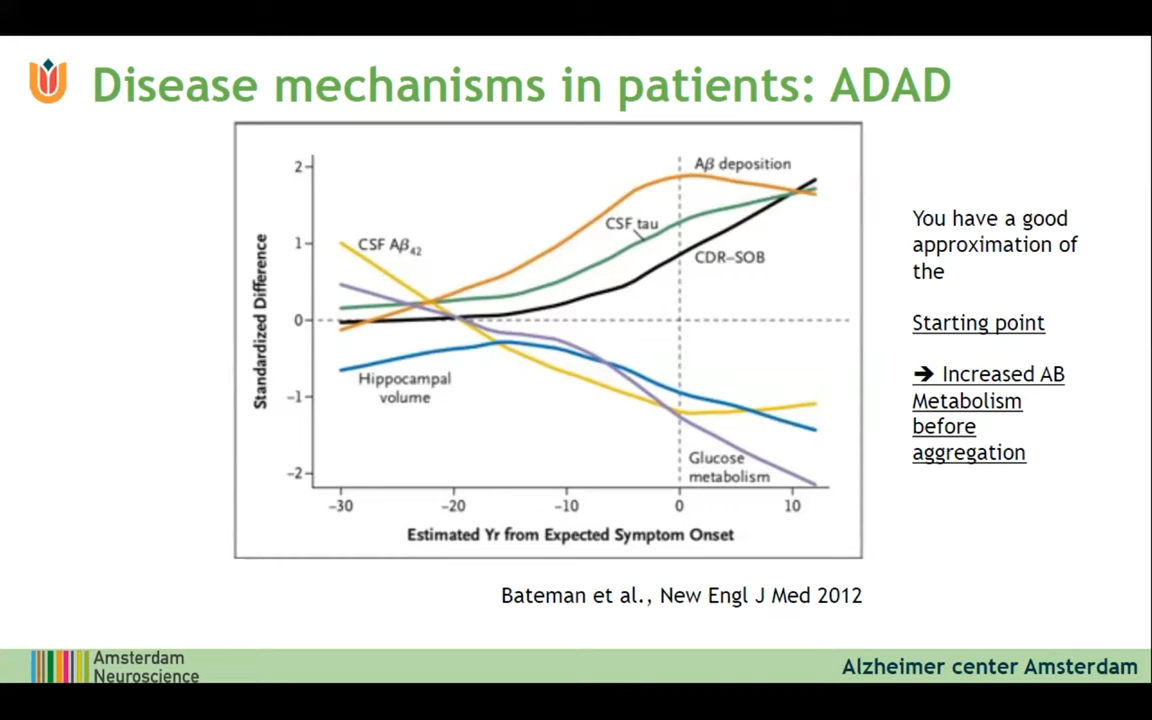 Disease mechanisms in patients: ADAD
2
1
0
−1
−2
Standardized Difference
Aβ deposition
CSF tau
CSF Aβ42
CDR–SOB
Hippocampal
volume
Glucose
metabolism
−30
−20
−10
0
10
Estimated Yr from Expected Symptom Onset
You have a good
approximation of
the
Starting point
➔ Increased AB
Metabolism
before
aggregation
Bateman et al., New Engl J Med 2012
Amsterdam
Neuroscience
Alzheimer center Amsterdam